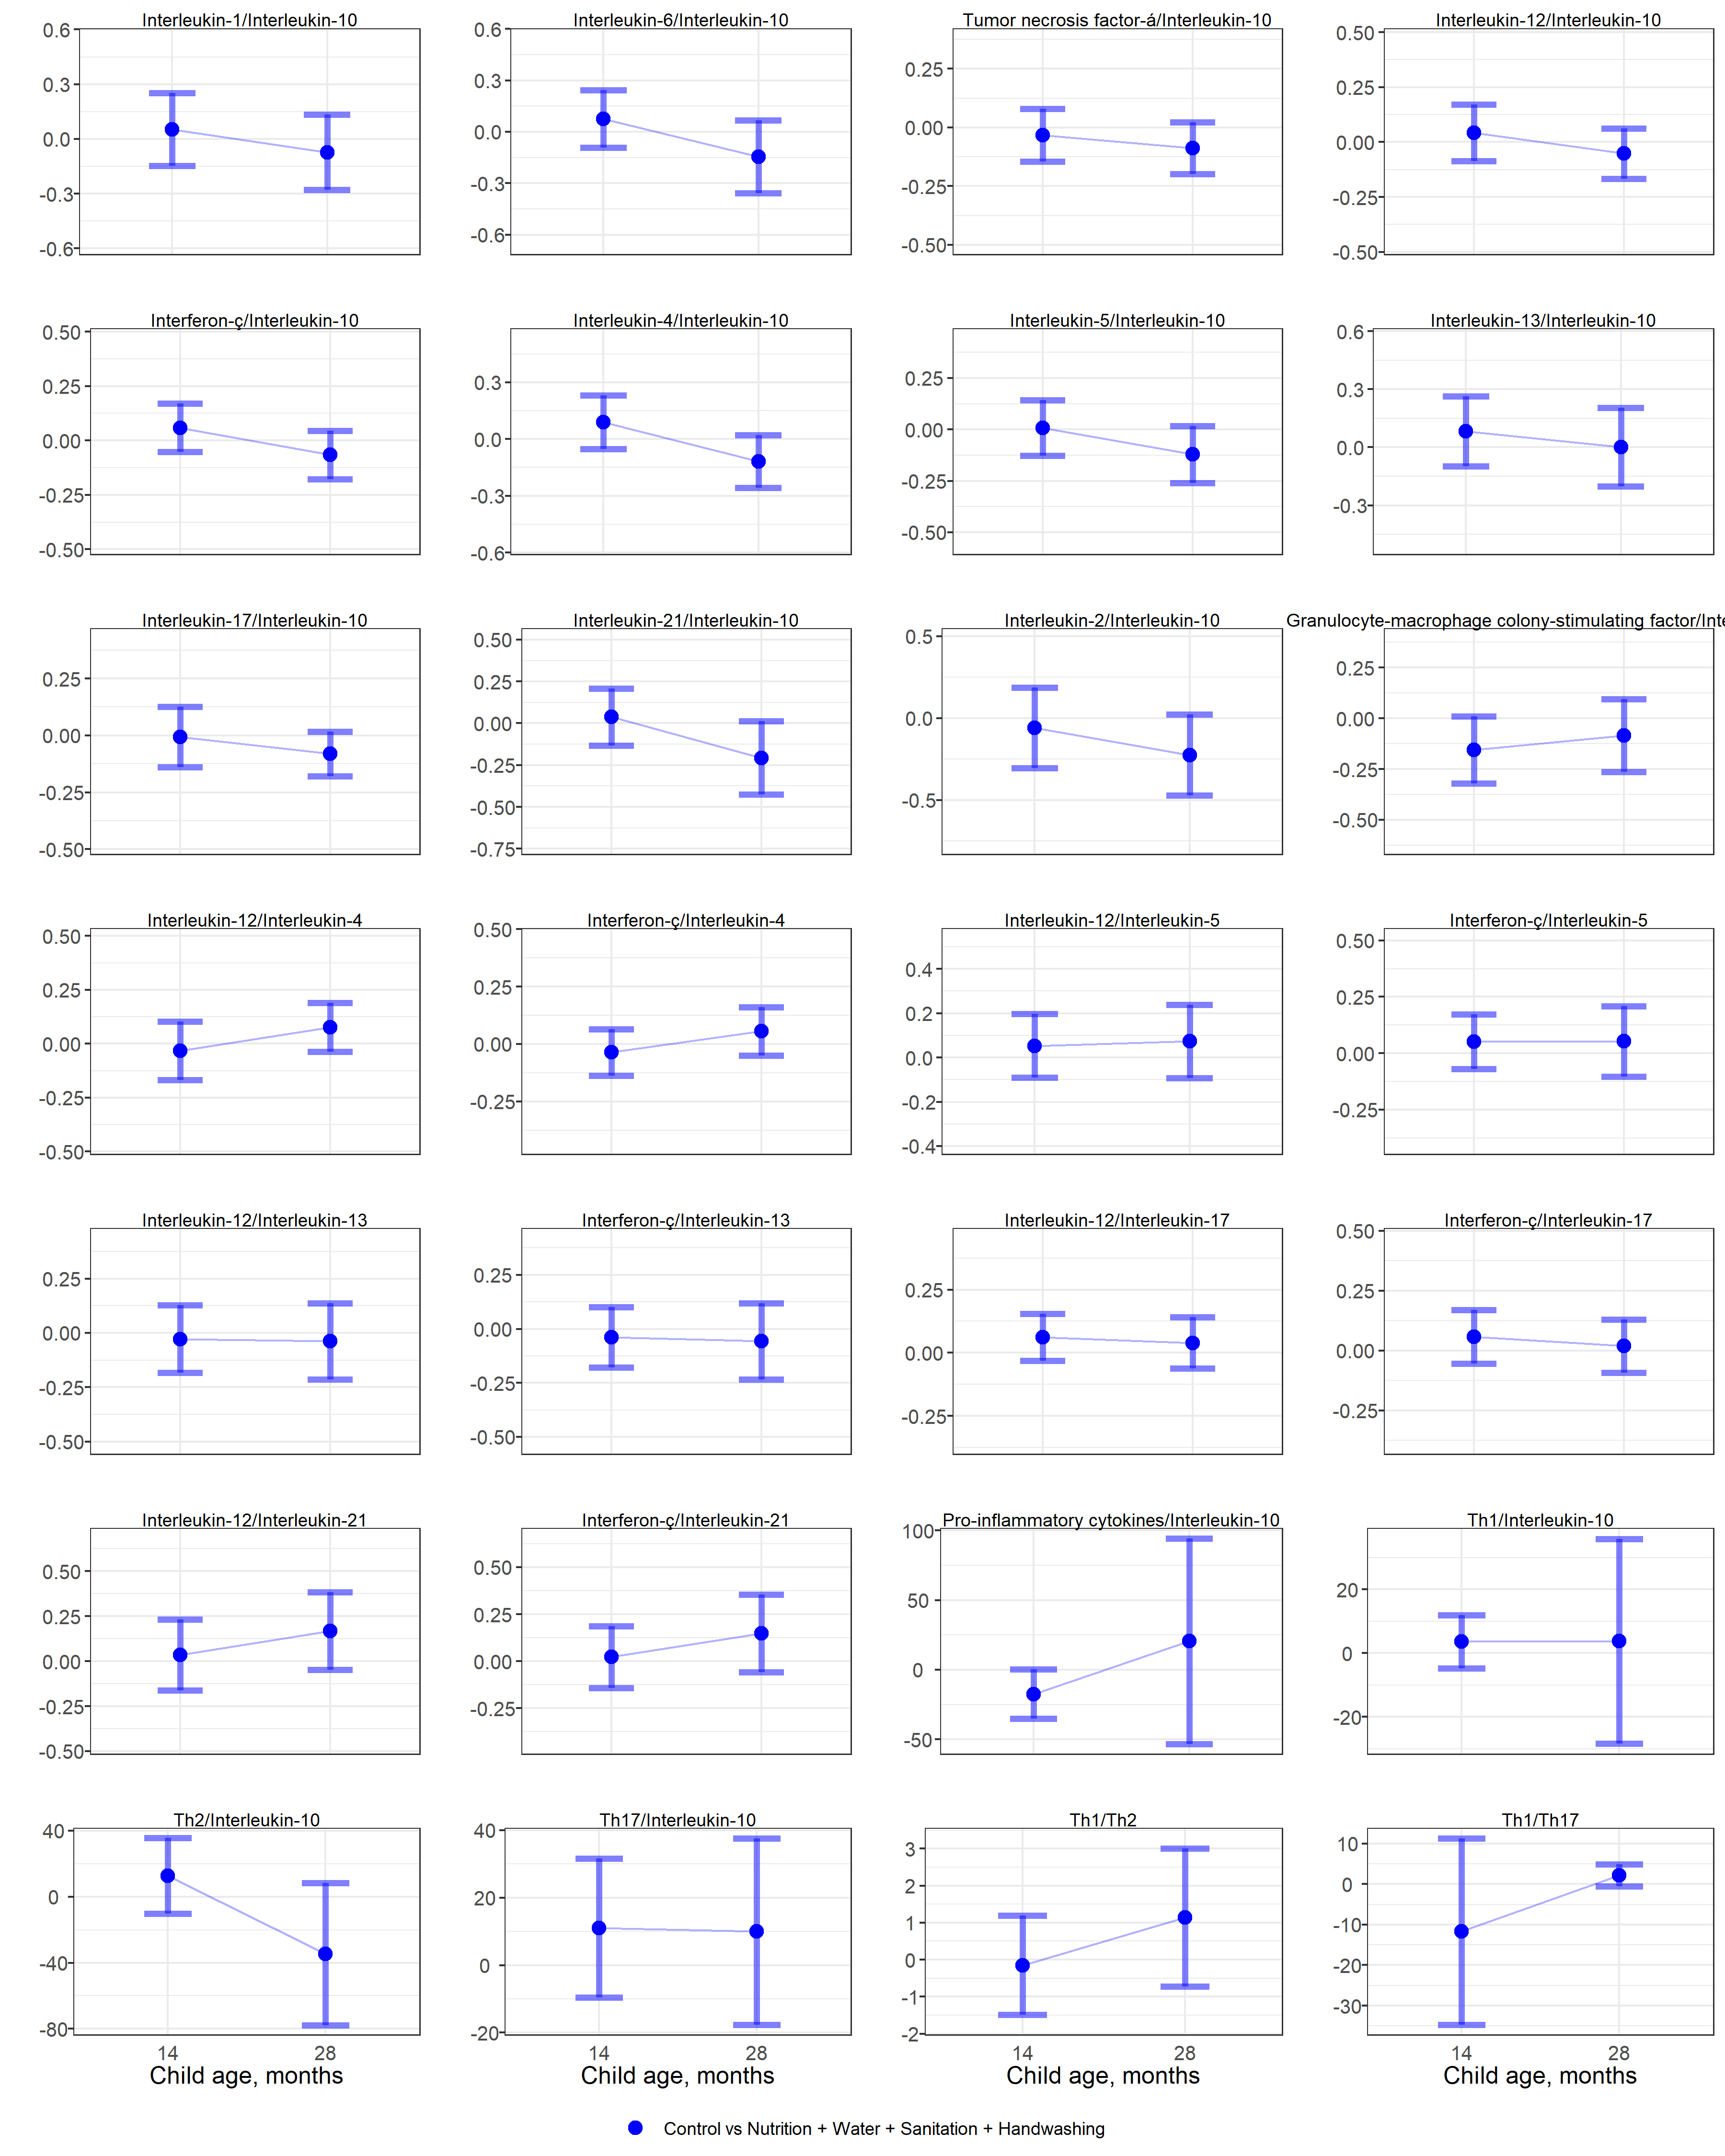 Interleukin-1/Interleukin-10 Interleukin-6/Interleukin-10 Tumor necrosis factor-á/Interleukin-10 Interleukin-12/Interleukin-10
0.6 0.3 0.0 -0.3 -0.6
0.6 0.3 0.0 -0.3 -0.6
0.25 0.00 -0.25 -0.50
0.50 0.25 0.00 -0.25 -0.50
Interferon-ç/Interleukin-10 Interleukin-4/Interleukin-10 Interleukin-5/Interleukin-10 Interleukin-13/Interleukin-10
0.50 0.25 0.00 -0.25 -0.50
0.3 0.0 -0.3 -0.6
0.25 0.00 -0.25 -0.50
0.6 0.3 0.0 -0.3
Interleukin-17/Interleukin-10 Interleukin-21/Interleukin-10 Interleukin-2/Interleukin-10 Granulocyte-macrophage colony-stimulating factor/Inte
0.25 0.00 -0.25 -0.50
0.50 0.25 0.00 -0.25 -0.50 -0.75
0.5 0.0 -0.5
0.25 0.00 -0.25 -0.50
Interleukin-12/Interleukin-4 Interferon-ç/Interleukin-4 Interleukin-12/Interleukin-5 Interferon-ç/Interleukin-5
0.50 0.25 0.00 -0.25 -0.50
0.50 0.25 0.00 -0.25
0.4 0.2 0.0 -0.2 -0.4
0.50 0.25 0.00 -0.25
Interleukin-12/Interleukin-13 Interferon-ç/Interleukin-13 Interleukin-12/Interleukin-17 Interferon-ç/Interleukin-17
0.25 0.00 -0.25 -0.50
0.25 0.00 -0.25 -0.50
0.25 0.00 -0.25
0.50 0.25 0.00 -0.25
Interleukin-12/Interleukin-21 Interferon-ç/Interleukin-21 Pro-inflammatory cytokines/Interleukin-10 Th1/Interleukin-10
0.50 0.25 0.00 -0.25 -0.50
0.50 0.25 0.00 -0.25
100 50 0 -50
20 0 -20
Th2/Interleukin-10 Th17/Interleukin-10 Th1/Th2 Th1/Th17
40 0 -40 -80
40 20 0 -20
3 2 1 0 -1 -2
10 0 -10 -20 -30
14 28 14 28 14 28 14 28
Child age, months Child age, months Child age, months Child age, months
Control vs Nutrition + Water + Sanitation + Handwashing